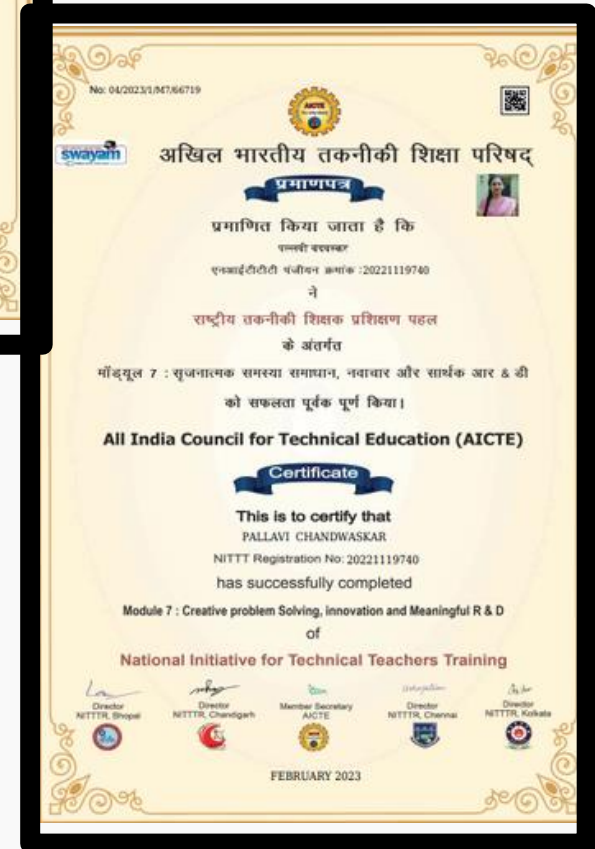 No: 04/2023/1/M7/66719
AICTE
swayam
अखिल भारतीय तकनीकी शिक्षा परिषद्
प्रमाणपत्र
प्रमाणित किया जाता है कि
पल्लवी
एनआईटीटीटी पंजीयन क्रमांक :20221119740
ने
राष्ट्रीय तकनीकी शिक्षक प्रशिक्षण पहल
के अंतर्गत
मॉड्यूल 7 : सृजनात्मक समस्या समाधान, नवाचार और सार्थक आर & डी
को सफलता पूर्वक पूर्ण किया।
All India Council for Technical Education (AICTE)
Certificate
This is to certify that
PALLAVI CHANDWASKAR
NITTT Registration No: 20221119740
has successfully completed
Module 7 : Creative problem Solving, innovation and Meaningful R & D
of
National Initiative for Technical Teachers Training
Director Director Member Secretary Director Director
NITTTR, Bhopal NITTTR, Chandigarh AICTE NITTTR, Chennai NITTTR, Kolkata
FEBRUARY 2023